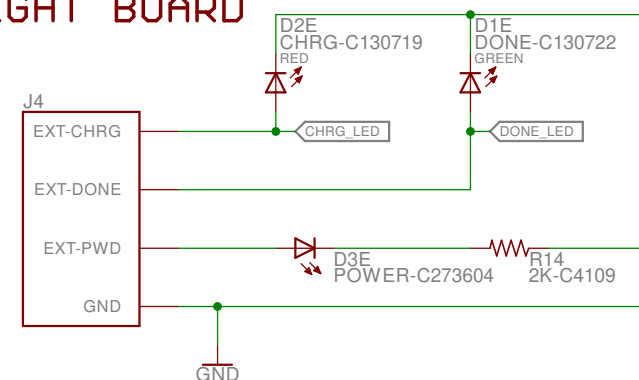 IGHT BOARD
D2E
CHRG-C130719
RED
D1E
DONE-C130722
GREEN
J4
EXT-CHRG
CHRG_LED
DONE_LED
EXT-DONE
EXT-PWD
D3E
POWER-C273604
R14
2K-C4109
GND
GND